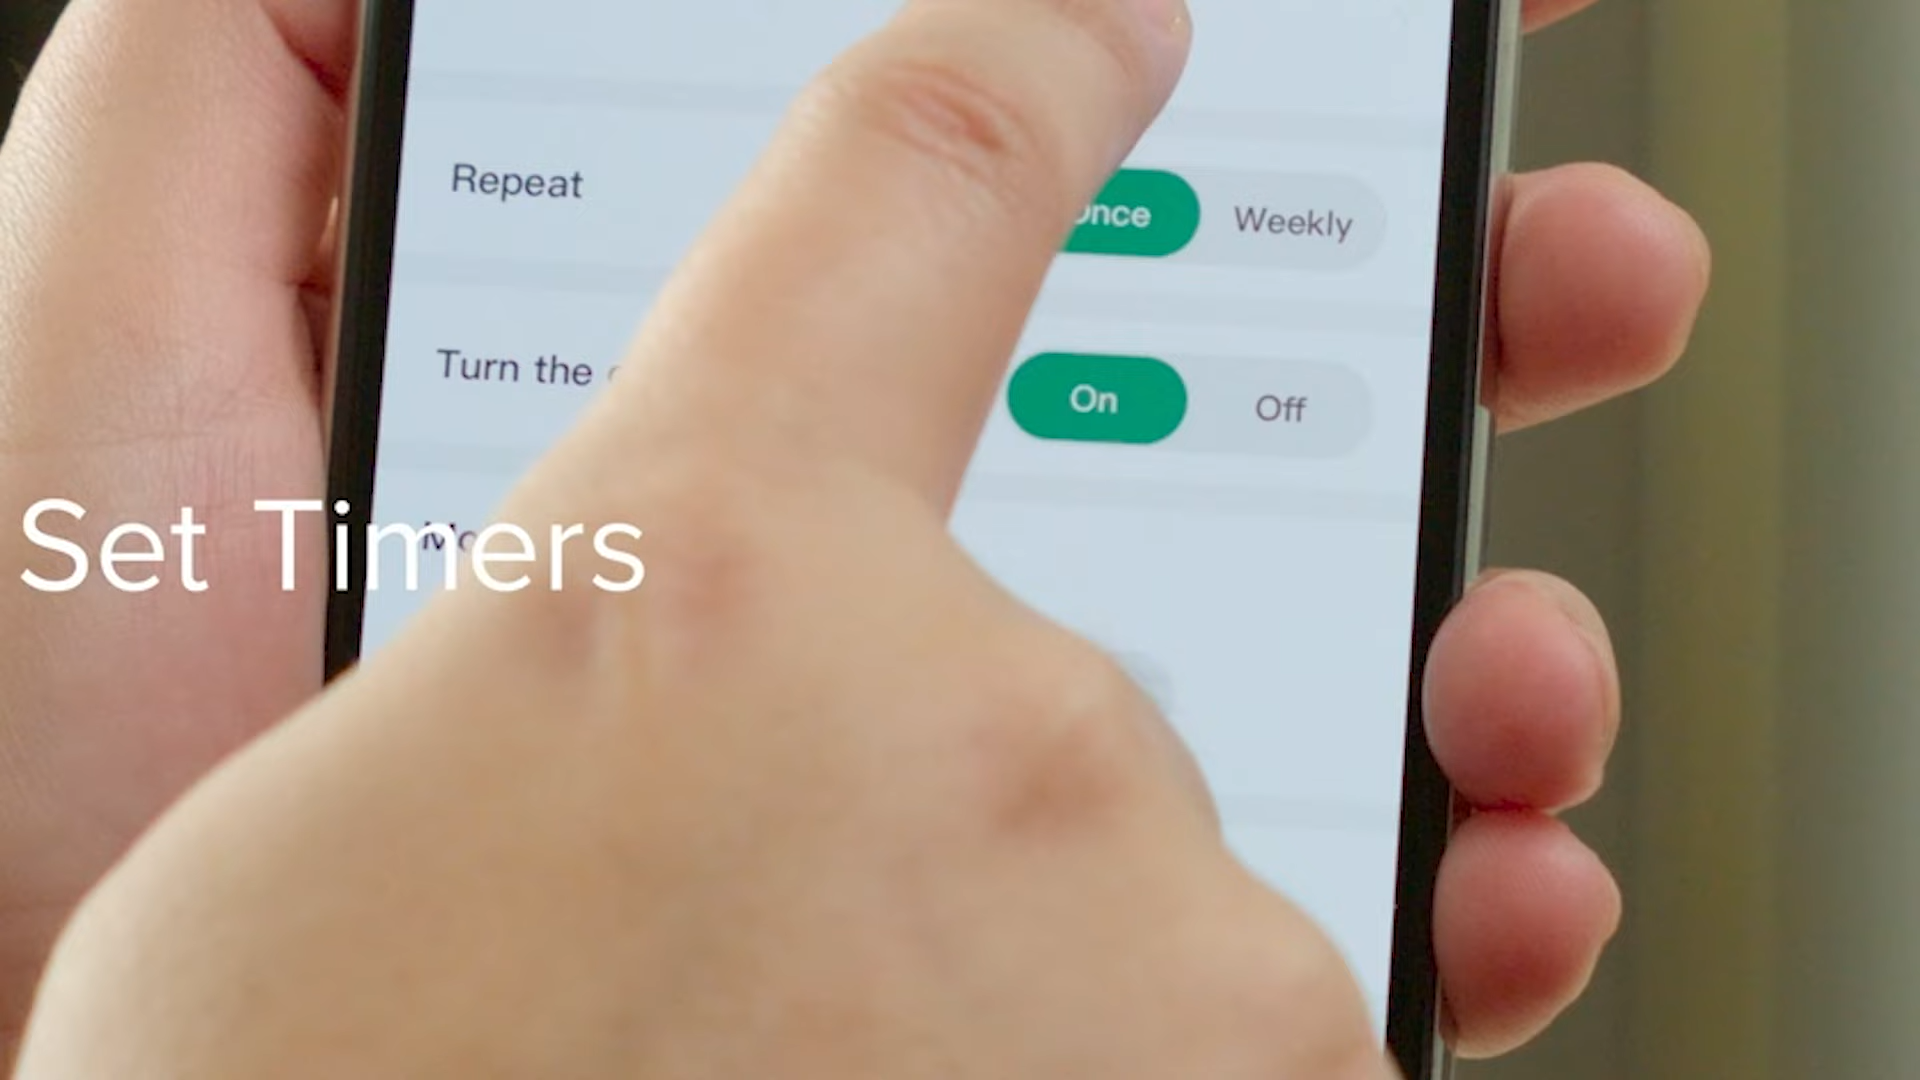 Repeat
Weekly
Turn the
On Off
Set Timers